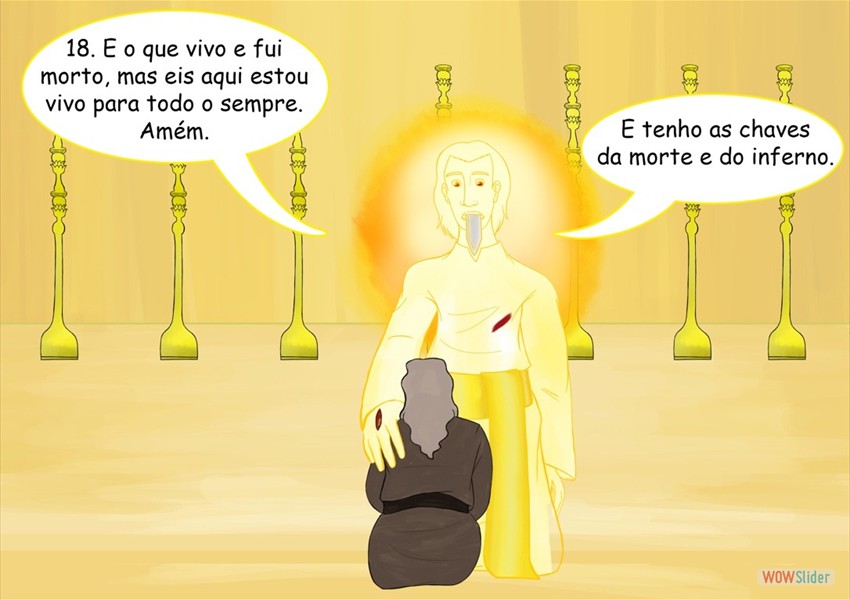 18. E o que vivo e fui
morto, mas eis aqui estou
vivo para todo o sempre.
Amém.
E tenho as chaves
da morte e do inferno.
WOWSlider